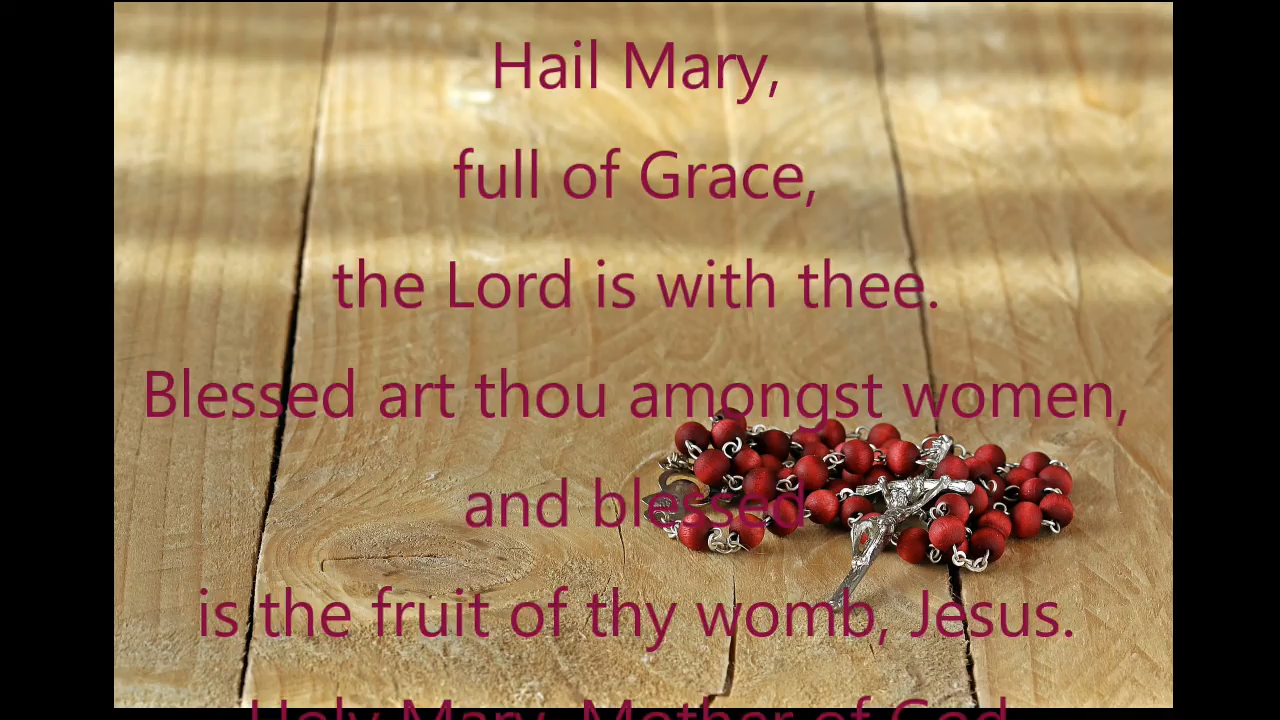 Hail Mary,
full of Grace,
the Lord is with thee.
Blessed art thou amongst women,
and blessed
is the fruit of thy womb, Jesus.
Holy Mary, Mother of God